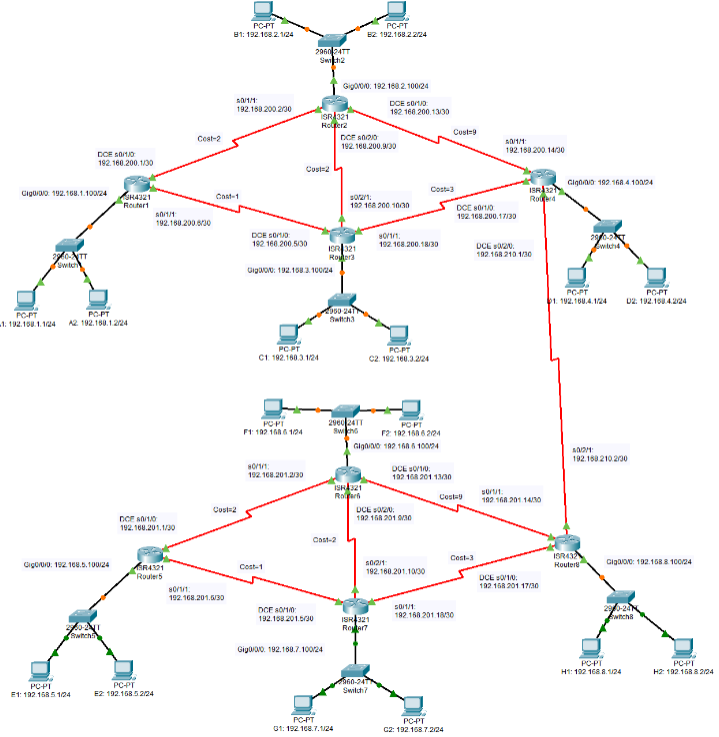 PC-PT
B1: 192.168.2.1/24
PC-PT
B2: 192.168.2.2/24
2960-24TT
Switch2
Gig0/0/0: 192.168.2.100/24
s0/1/1:
192.168.200.2/30
ISR4321
Router2
DCE s0/1/0:
192.168.200.13/30
Cost=2
DCE s0/2/0:
192.168.200.9/30
Cost=9
s0/1/1:
192.168.200.14/30
DCE s0/1/0:
192.168.200.1/30
Cost=2
Cost=3
Gig0/0/0: 192.168.1.100/24
ISR4321
Router1
Cost=1
s0/2/1:
192.168.200.10/30
ISR4321
Router4
Gig0/0/0: 192.168.4.100/24
s0/1/1:
192.168.200.6/30
DCE s0/1/0:
192.168.200.5/30
ISR4321
Router3
s0/1/1:
192.168.200.18/30
DCE s0/1/0
192.168.200.17/30
2960-24TT
Switch4
2960-24TT
Switch
Gig0/0/0: 192.168.3.100/24
DCE s0/2/0:
192.168.210.1/30
PC-PT
A1: 192.168.1.1/24
PC-PT
A2: 192.168.1.2/24
2960-24TT
Switch3
PC-PT
D1: 192.168.4.1/24
PC-PT
D2: 192.168.4.2/24
PC-PT
C1: 192.168.3.1/24
PC-PT
C2: 192.168.3.2/24
PC-PT
F1: 192.168.6.1/24
2960-24TT
Switch6
PC-PT
F2: 192.168.6.2/24
Gig0/0/0: 192.168.6.100/24
s0/2/1:
192.168.210.2/30
s0/1/1:
192.168.201.2/30
ISR4321
Router6
DCE s0/1/0:
192.168.201.13/30
Cost=2
DCE s0/2/0:
192.168.201.9/30
Cost=9
s0/1/1:
192.168.201.14/30
DCE s0/1/0:
192.168.201.1/30
Cost=2
Cost=3
Gig0/0/0: 192.168.5.100/24
ISR4321
Router5
Cost=1
s0/2/1:
192.168.201.10/30
ISR4321
Router8
Gig0/0/0: 192.168.8.100/24
s0/1/1:
192.168.201.6/30
DCE s0/1/0:
192.168.201.5/30
ISR4321
Router7
s0/1/1:
192.168.201.18/30
DCE s0/1/0:
192.168.201.17/30
2960-24TT
Switch5
2960-24TT
Switch8
Gig0/0/0: 192.168.7.100/24
PC-PT
E1: 192.168.5.1/24
PC-PT
E2: 192.168.5.2/24
2960-24TT
Switch7
PC-PT
H1: 192.168.8.1/24
PC-PT
H2: 192.168.8.2/24
PC-PT
G1: 192.168.7.1/24
PC-PT
C2: 192.168.7.2/24